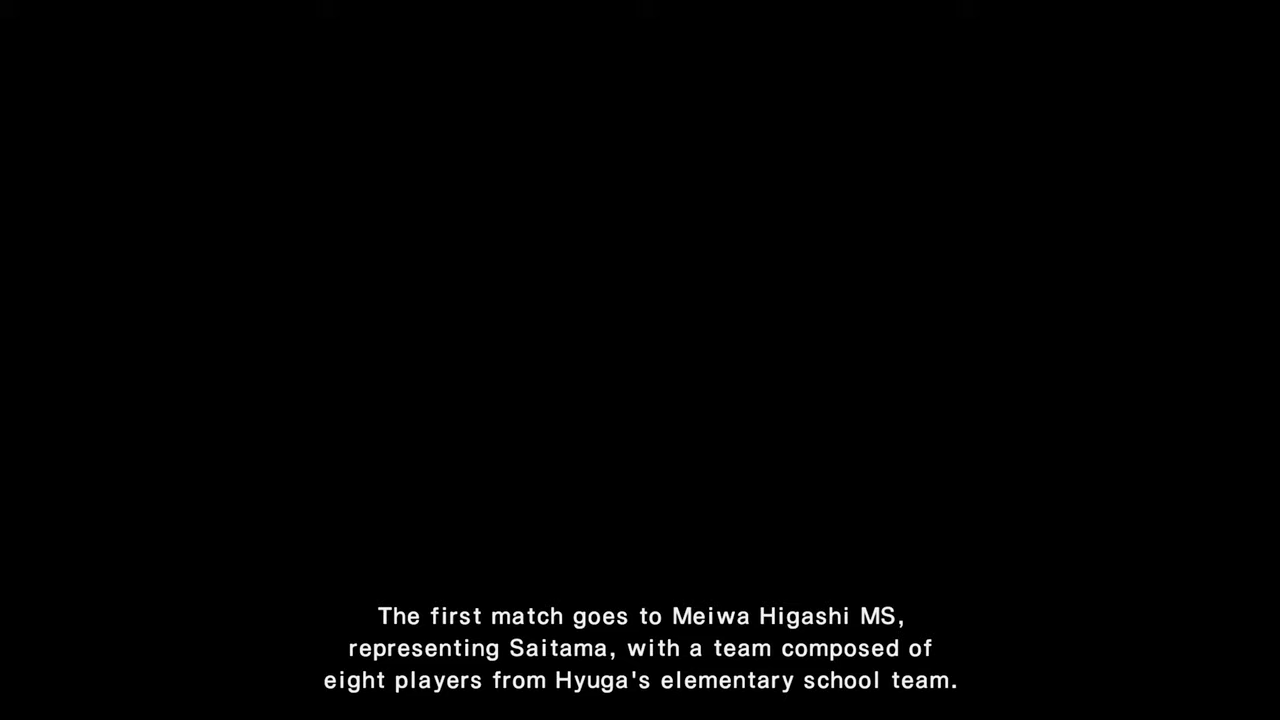 The first match goes to Meiwa Higashi MS,
representing Saitama, with a team composed of
eight players from Hyuga's elementary school team.